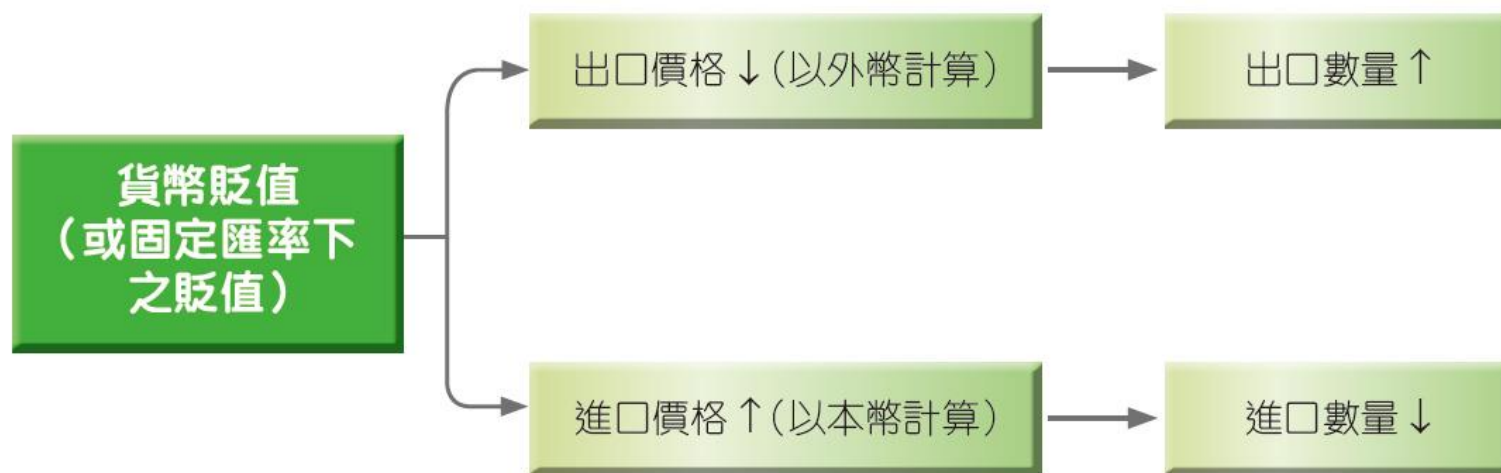 出口價格↓(以外幣計算)
出口數量↑
貨幣貶值
(或固定匯率下
之貶值)
進口價格↑(以本幣計算)
進口數量↓